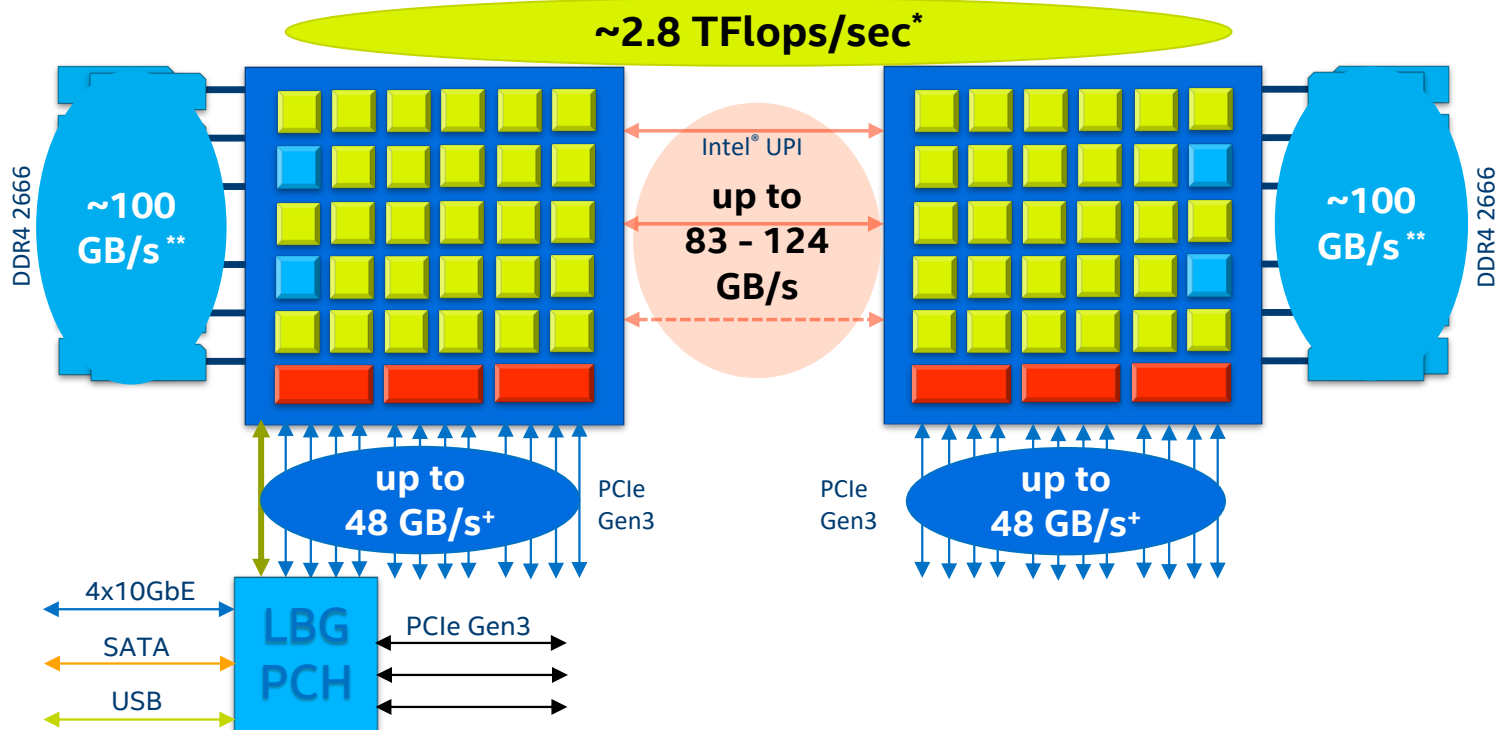 ~2.8 TFlops/sec*
DDR4 2666
~100
GB/s **
Intel® UPI
up to
83 - 124
GB/s
~100
GB/s **
DDR4 2666
up to
48 GB/s+
PCIe
Gen3
PCIe
Gen3
up to
48 GB/s+
4x10GbE
SATA
USB
LBG
PCH
PCIe Gen3